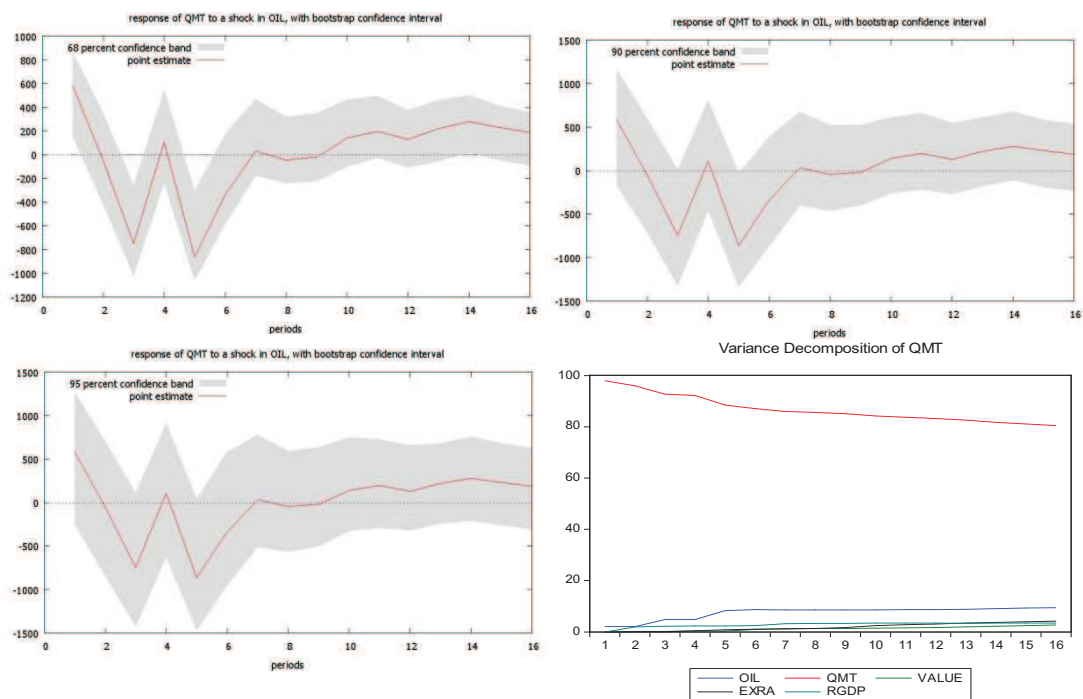 response of QMT to a shock in OIL, with bootstrap confidence interval
68 percent confidence band
point estimate
1000
800
600
400
200
0
-200
-400
-600
-800
-1000
-1200
0 2 4 6 8 10 12 14 16
periods
response of QMT to a shock in OIL, with bootstrap confidence interval
90 percent confidence band
point estimate
1500
1000
500
0
-500
-1000
-1500
0 2 4 6 8 10 12 14 16
periods
response of QMT to a shock in OIL, with bootstrap confidence interval
95 percent confidence band
point estimate
1500
1000
500
0
-500
-1000
-1500
0 2 4 6 8 10 12 14 16
periods
Variance Decomposition of QMT
100
80
60
40
20
0
1 2 3 4 5 6 7 8 9 10 11 12 13 14 15 16
OIL QMT VALUE
EXRA RGDP